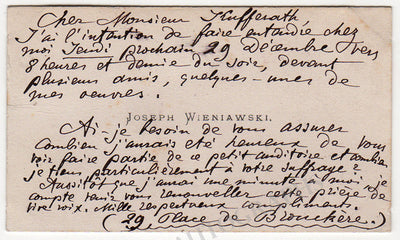 Cher Monsieur Kufferath,
J'ai l'intention de faire entendre chez
moi Jeudi prochain 29 Décembre vers
8 heures et demie du soir, devant
plusieurs amis, quelques-unes de
mes oeuvres.
JOSEPH WIENIAWSKI.
Ai-je besoin de vous assurer
combien j'aurais été heureux de vous
voir faire partie de ce petit auditoire et combien
je tiens particulièrement à votre suffrage?
Aussitôt que j'aurai une minute à moi, je
compte venir vous renouveller cette prière de
vive voix. Mille respectueux compliments.
(29 Place de Brouckère.)